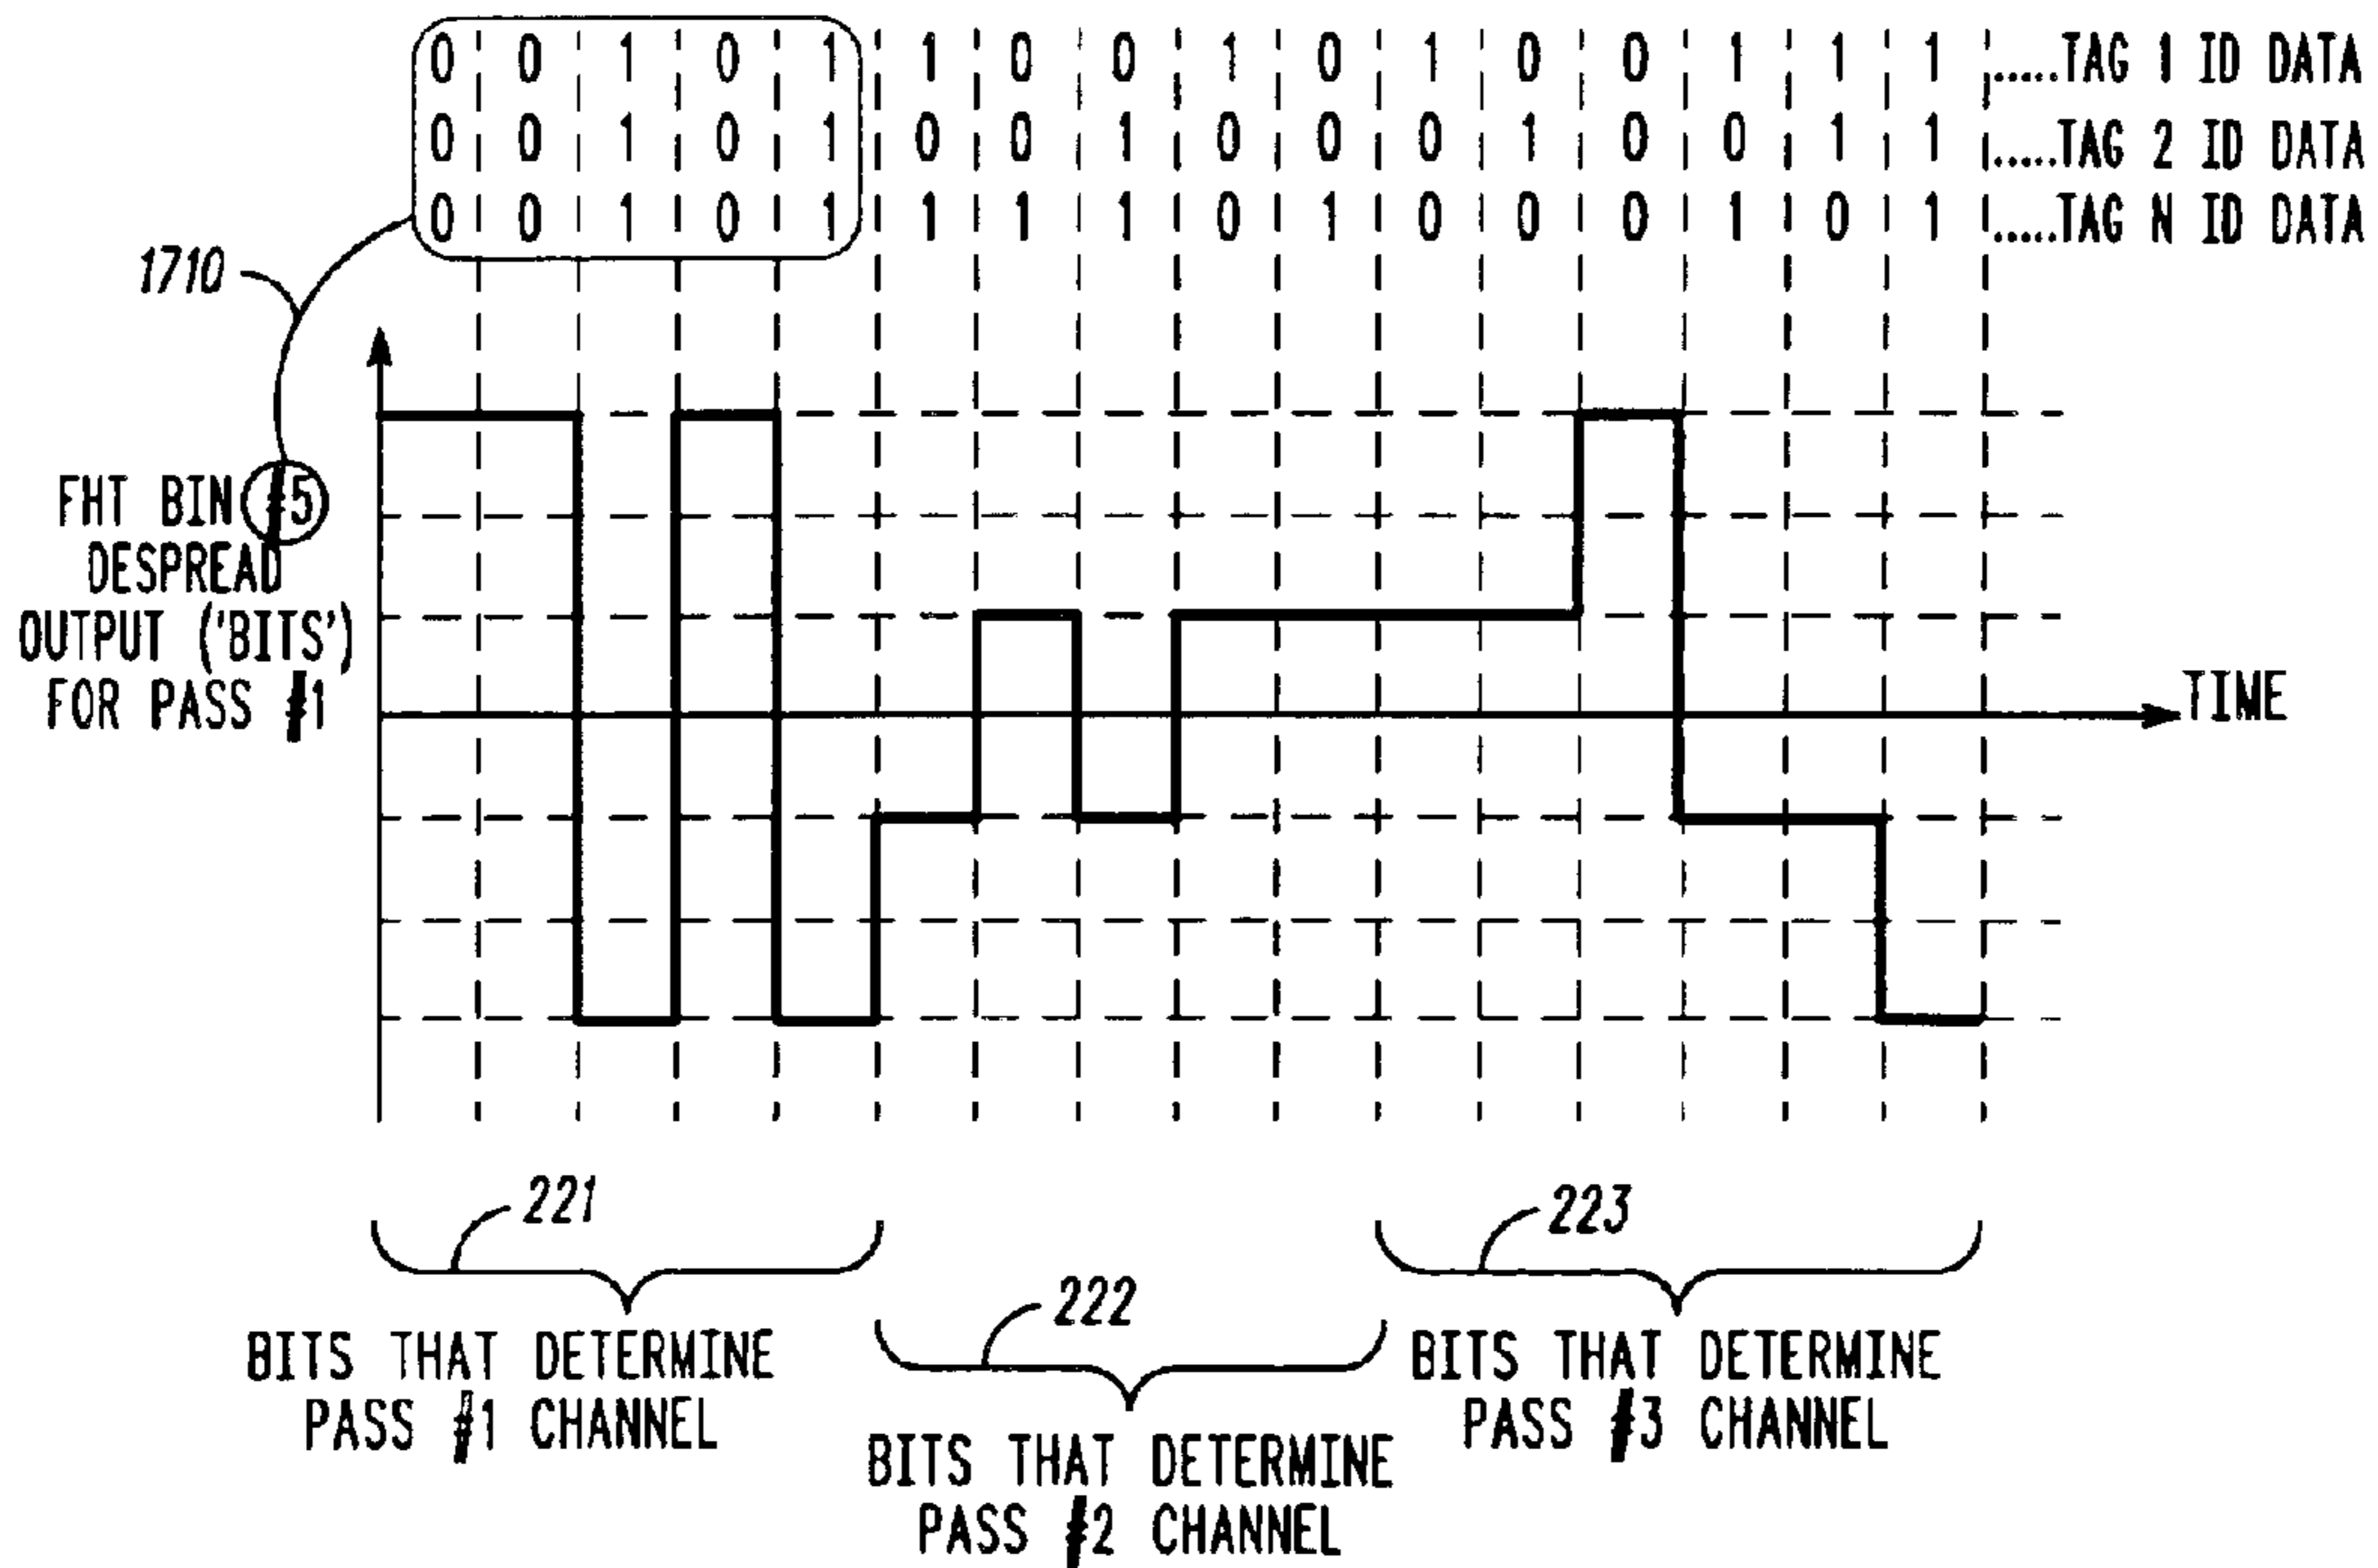 0 0 1 0 1 1 0 0 1 0 1 0 0 1 1 1 .....TAG 1 ID DATA
0 0 1 0 1 0 0 1 0 0 0 1 0 0 1 1 .....TAG 2 ID DATA
0 0 1 0 1 1 1 1 0 1 0 0 0 1 0 1 .....TAG N ID DATA
1710
FHT BIN #5
DESPREAD
OUTPUT ('BITS')
FOR PASS #1
TIME
221
BITS THAT DETERMINE
PASS #1 CHANNEL
222
BITS THAT DETERMINE
PASS #2 CHANNEL
223
BITS THAT DETERMINE
PASS #3 CHANNEL